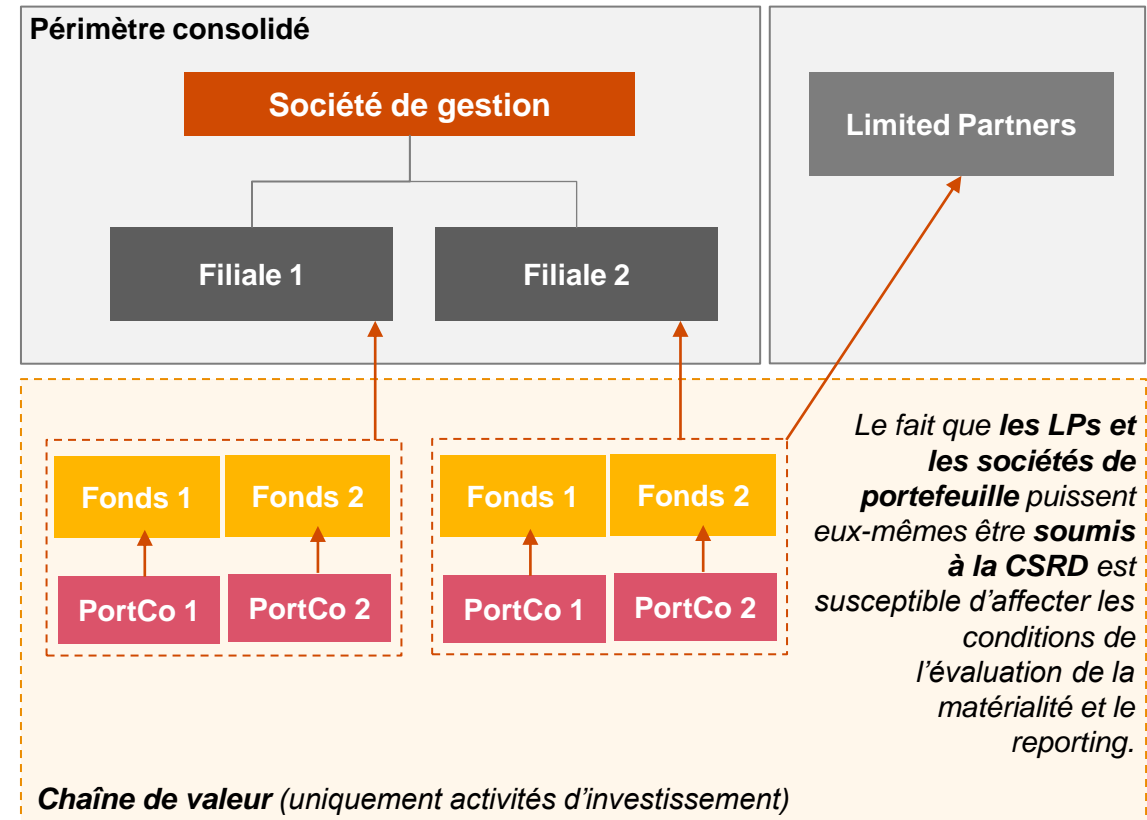 Périmètre consolidé
Société de gestion
Limited Partners
Filiale 1
Filiale 2
Fonds 1
Fonds 2
PortCo 1
PortCo 2
Fonds 1
Fonds 2
PortCo 1
PortCo 2
Le fait que les LPs et
les sociétés de
portefeuille puissent
eux-mêmes être soumis
à la CSRD est
susceptible d’affecter les
conditions de
l’évaluation de la
matérialité et le
reporting.
Chaîne de valeur (uniquement activités d’investissement)